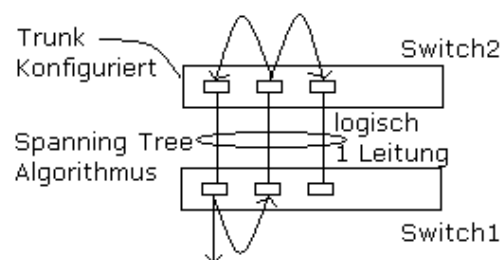 Trunk
Konfiguriert
Switch2
Spanning Tree
Algorithmus
logisch
1 Leitung
Switch1